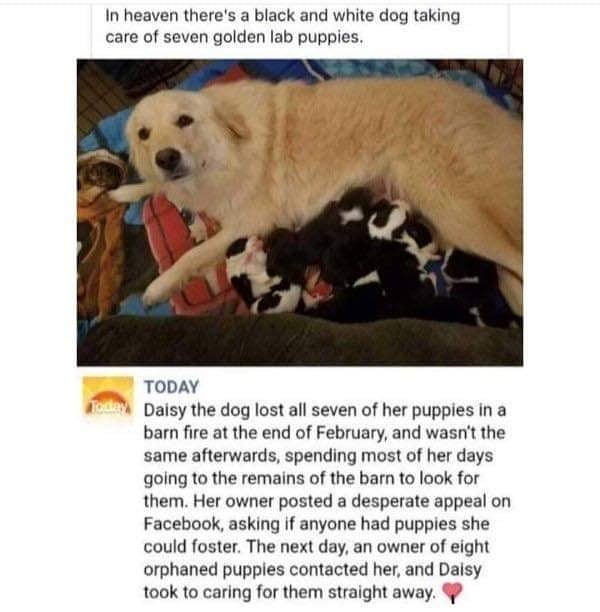 In heaven there's a black and white dog taking
care of seven golden lab puppies.
TODAY
Today
Daisy the dog lost all seven of her puppies in a
barn fire at the end of February, and wasn't the
same afterwards, spending most of her days
going to the remains of the barn to look for
them. Her owner posted a desperate appeal on
Facebook, asking if anyone had puppies she
could foster. The next day, an owner of eight
orphaned puppies contacted her, and Daisy
took to caring for them straight away.